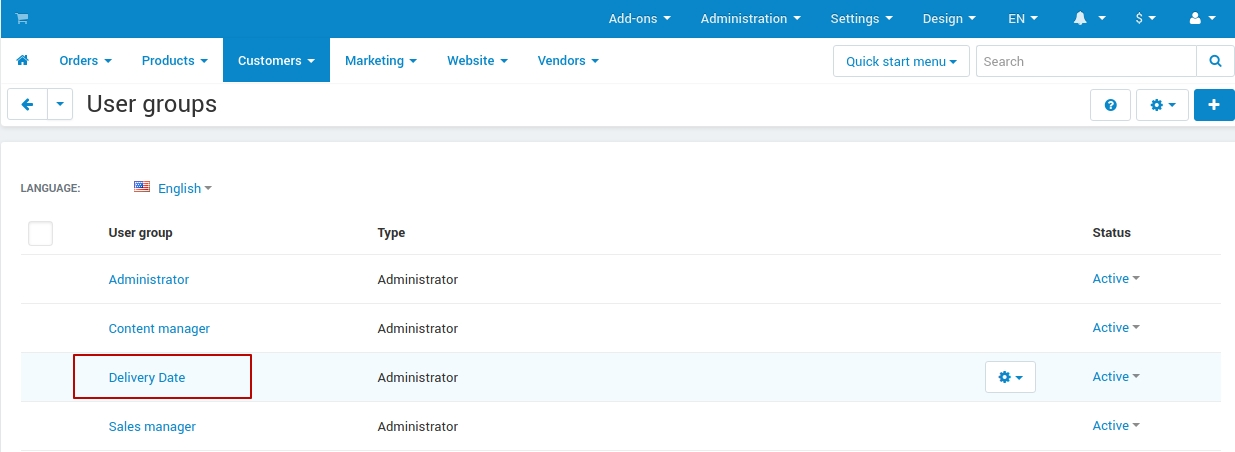 Add-ons Administration Settings Design EN $
Orders Products Customers Marketing Website Vendors Quick start menu Search
User groups
LANGUAGE: English
User group Type Status
Administrator Administrator Active
Content manager Administrator Active
Delivery Date Administrator Active
Sales manager Administrator Active